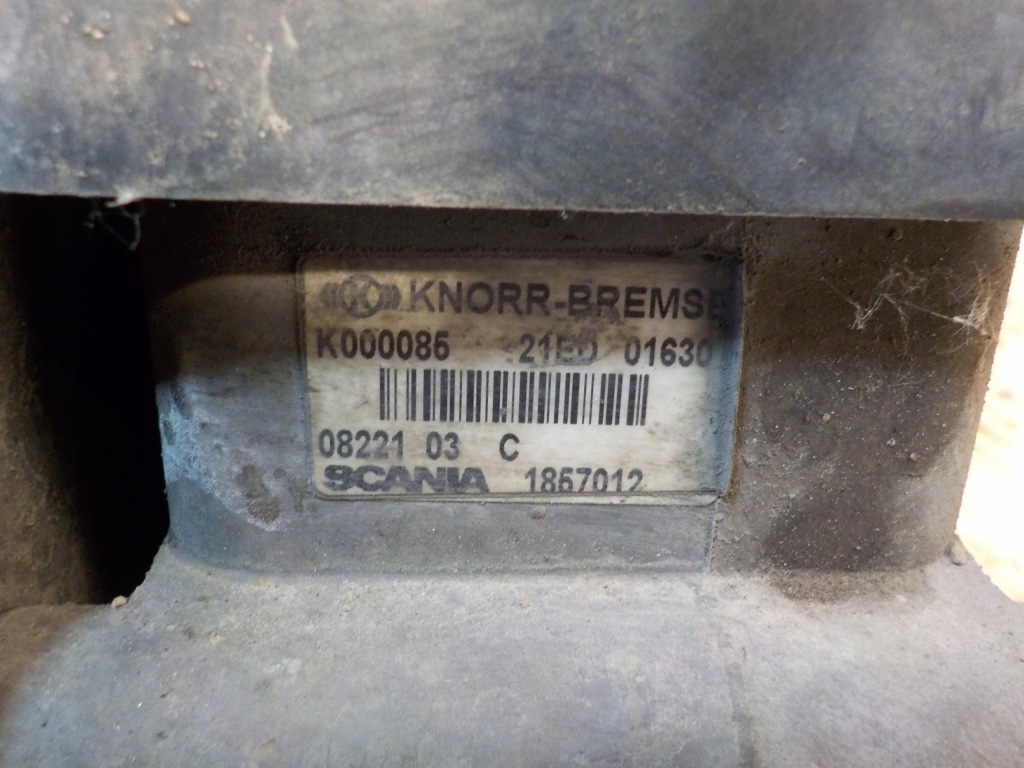 KNORR-BREMSE
K000085 21ED 01630
08221 03 C
SCANIA 1857012